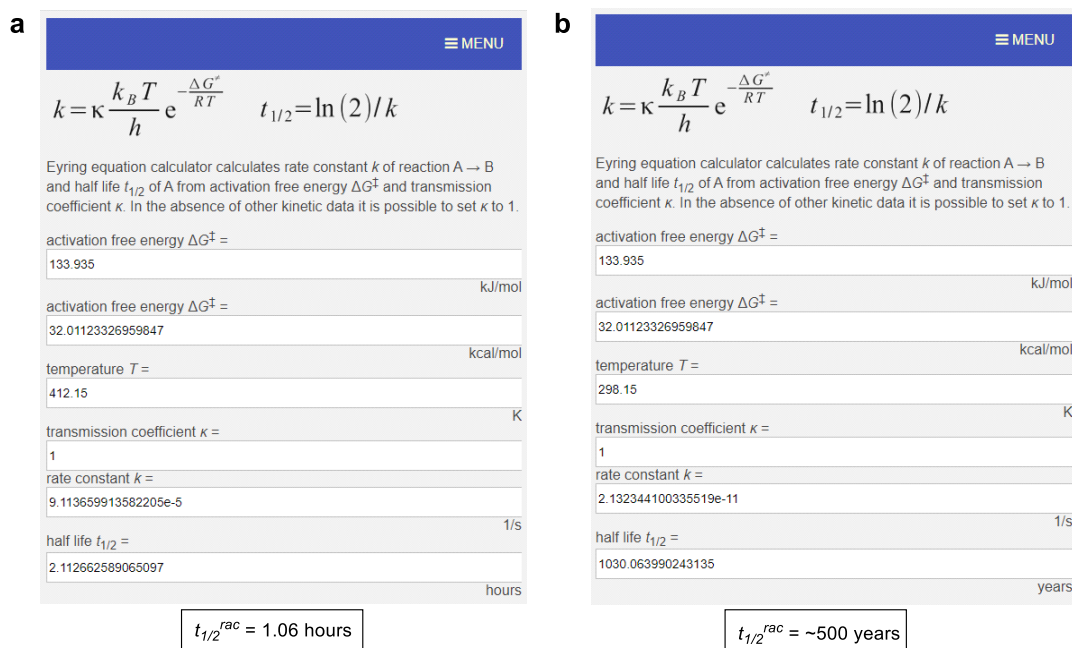 a
≡ MENU
k = κ k_B T / h e^(-ΔG≠/RT)   t_1/2 = ln(2)/k
Eyring equation calculator calculates rate constant k of reaction A → B
and half life t_1/2 of A from activation free energy ΔG‡ and transmission
coefficient κ. In the absence of other kinetic data it is possible to set κ to 1.
activation free energy ΔG‡ =
133.935
kJ/mol
activation free energy ΔG‡ =
32.01123326959847
kcal/mol
temperature T =
412.15
K
transmission coefficient κ =
1
rate constant k =
9.113659913582205e-5
1/s
half life t_1/2 =
2.112662589065097
hours
t_1/2^rac = 1.06 hours
b
≡ MENU
k = κ k_B T / h e^(-ΔG≠/RT)   t_1/2 = ln(2)/k
Eyring equation calculator calculates rate constant k of reaction A → B
and half life t_1/2 of A from activation free energy ΔG‡ and transmission
coefficient κ. In the absence of other kinetic data it is possible to set κ to 1.
activation free energy ΔG‡ =
133.935
kJ/mol
activation free energy ΔG‡ =
32.01123326959847
kcal/mol
temperature T =
298.15
K
transmission coefficient κ =
1
rate constant k =
2.132344100335519e-11
1/s
half life t_1/2 =
1030.063990243135
years
t_1/2^rac = ~500 years